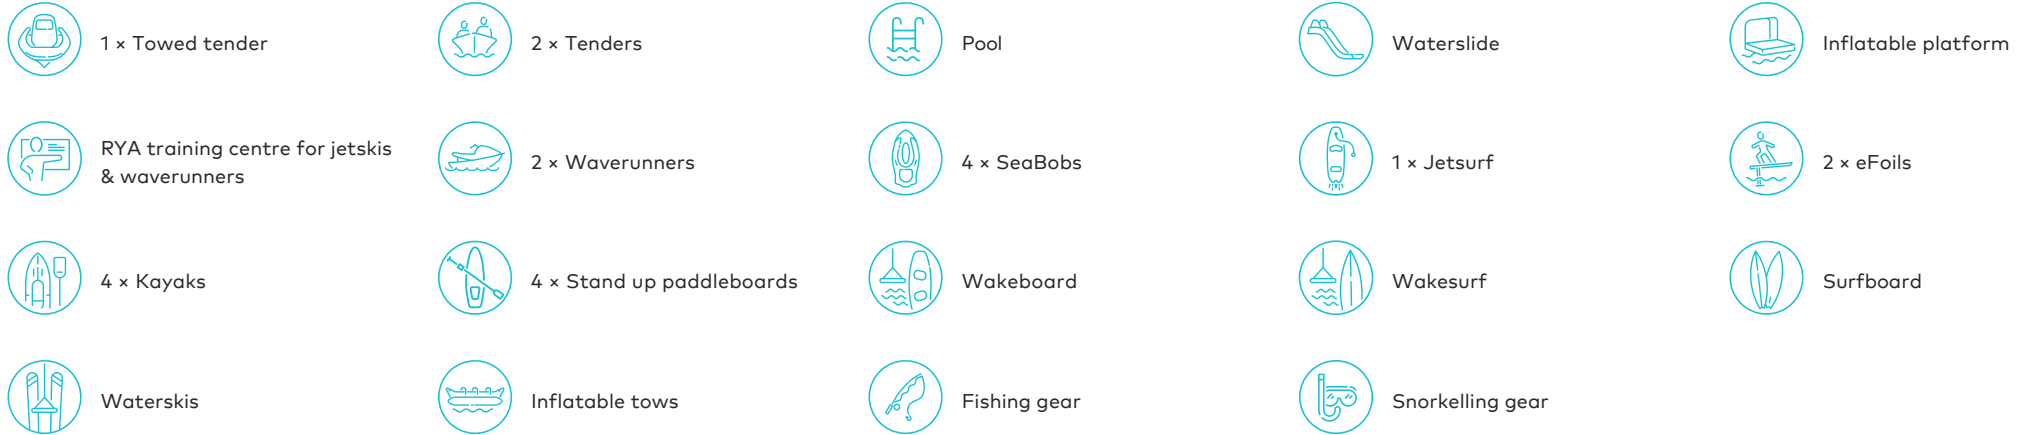 1 × Towed tender
2 × Tenders
Pool
Waterslide
Inflatable platform
RYA training centre for jetskis
& waverunners
2 × Waverunners
4 × SeaBobs
1 × Jetsurf
2 × eFoils
4 × Kayaks
4 × Stand up paddleboards
Wakeboard
Wakesurf
Surfboard
Waterskis
Inflatable tows
Fishing gear
Snorkelling gear